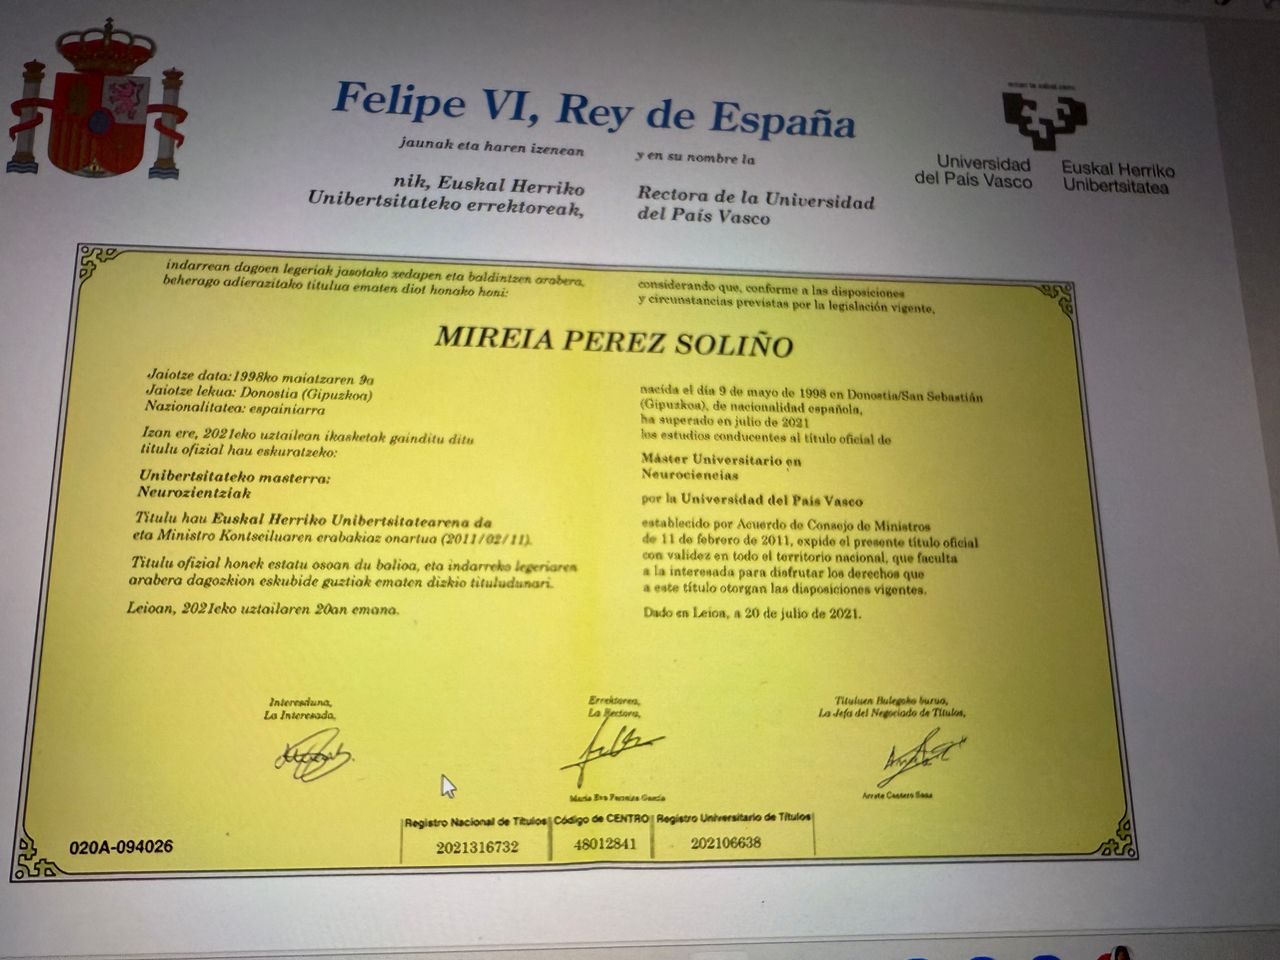 Felipe VI, Rey de España
jaunak eta haren izenean
nik, Euskal Herriko
Unibertsitateko errektoreak,
y en su nombre la
Rectora de la Universidad
del País Vasco
Universidad
del País Vasco
Euskal Herriko
Unibertsitatea
indarrean dagoen legeriak jasotako xedapen eta baldintzen arabera,
beherago adierazitako titulua ematen diot honako honi:
considerando que, conforme a las disposiciones
y circunstancias previstas por la legislación vigente,
MIREIA PEREZ SOLIÑO
Jaiotze data: 1998ko maiatzaren 9a
Jaiotze lekua: Donostia (Gipuzkoa)
Nazionalitatea: espainiarra
Izan ere, 2021eko uztailean ikasketak gainditu ditu
titulu ofizial hau eskuratzeko:
Unibertsitateko masterra:
Neurozientziak
Titulu hau Euskal Herriko Unibertsitatearena da
eta Ministro Kontseiluaren erabakiaz onartua (2011/02/11).
Titulu ofizial honek estatu osoan du balioa, eta indarreko legeriaren
arabera dagozkion eskubide guztiak ematen dizkio tituludunari.
Leioan, 2021eko uztailaren 20an emana.
nacida el día 9 de mayo de 1998 en Donostia/San Sebastián
(Gipuzkoa), de nacionalidad española,
ha superado en julio de 2021
los estudios conducentes al título oficial de
Máster Universitario en
Neurociencias
por la Universidad del País Vasco
establecido por Acuerdo de Consejo de Ministros
de 11 de febrero de 2011, expide el presente título oficial
con validez en todo el territorio nacional, que faculta
a la interesada para disfrutar los derechos que
a este título otorgan las disposiciones vigentes.
Dado en Leioa, a 20 de julio de 2021.
Interesduna,
La Interesada,
Errektorea,
La Rectora,
Tituluen Bulegoko burua,
La Jefa del Negociado de Títulos,
María Eva Ferreira García
Arrate
Registro Nacional de Títulos
2021316732
Código de CENTRO
48012841
Registro Universitario de Títulos
202106638
020A-094026